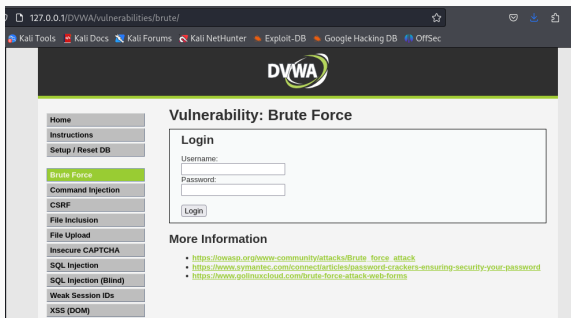 127.0.0.1/DVWA/vulnerabilities/brute/
Kali Tools Kali Docs Kali Forums Kali NetHunter Exploit-DB Google Hacking DB OffSec
DVWA
Home
Instructions
Setup / Reset DB
Brute Force
Command Injection
CSRF
File Inclusion
File Upload
Insecure CAPTCHA
SQL Injection
SQL Injection (Blind)
Weak Session IDs
XSS (DOM)
Vulnerability: Brute Force
Login
Username:
Password:
Login
More Information
https://owasp.org/www-community/attacks/Brute_force_attack
https://www.symantec.com/connect/articles/password-crackers-ensuring-security-your-password
https://www.golinuxcloud.com/brute-force-attack-web-forms